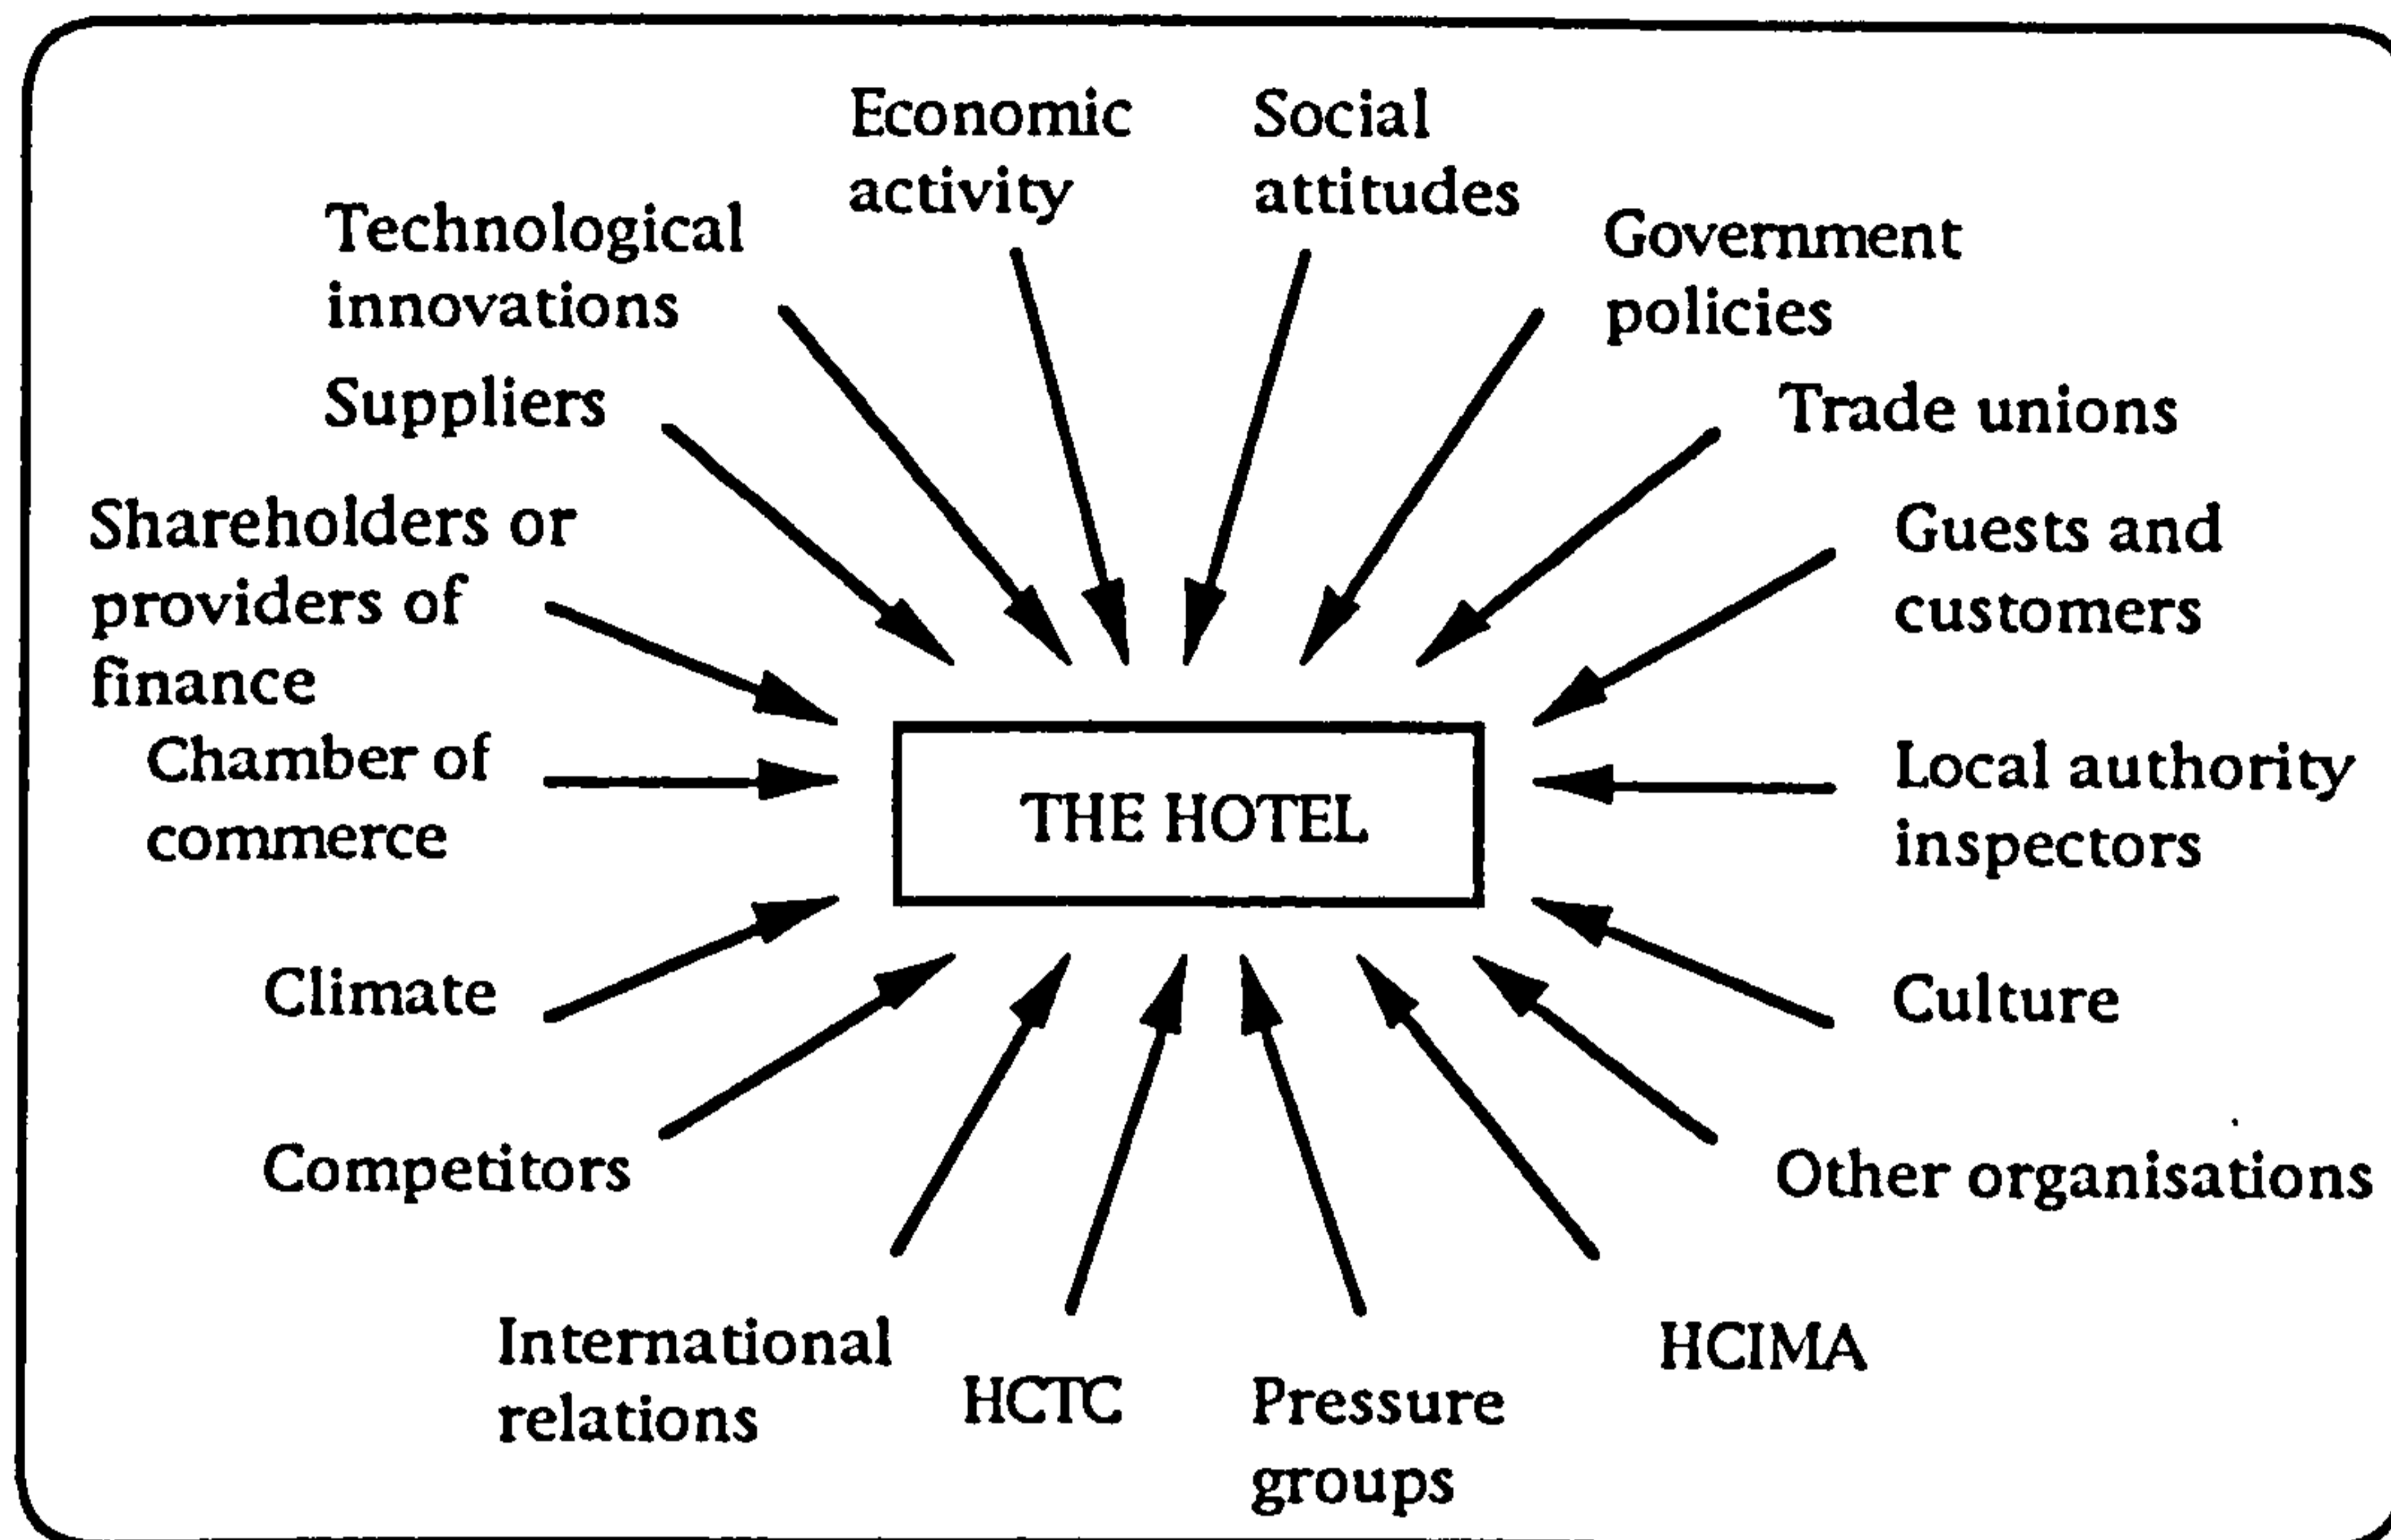 Economic
activity
Social
attitudes
Technological
innovations
Government
policies
Suppliers
Trade unions
Shareholders or
providers of
finance
Guests and
customers
Chamber of
commerce
THE HOTEL
Local authority
inspectors
Climate
Culture
Competitors
Other organisations
International
relations
HCTC
Pressure
groups
HCIMA